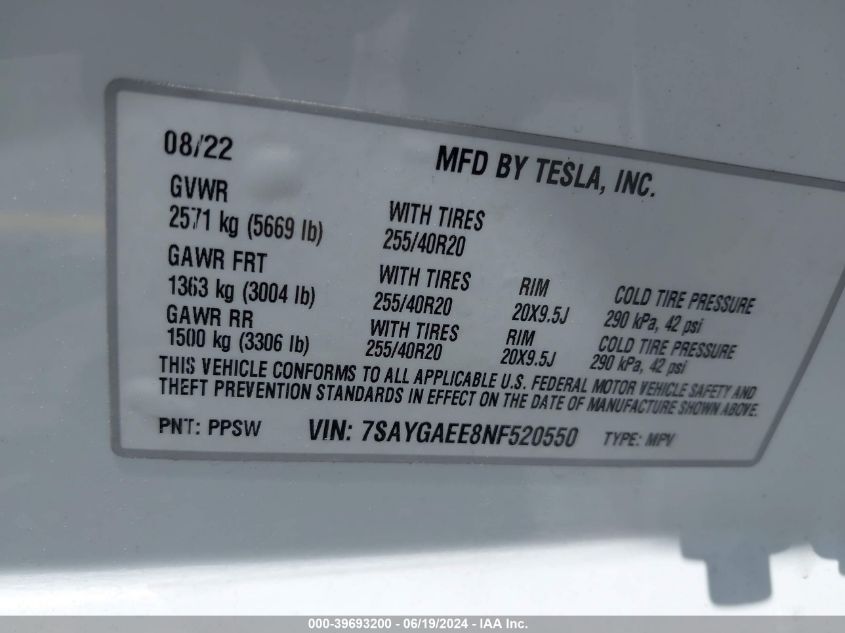 08/22 MFD BY TESLA, INC.
GVWR
2571 kg (5669 lb) WITH TIRES
255/40R20
GAWR FRT
1363 kg (3004 lb) WITH TIRES
255/40R20 RIM
20X9.5J COLD TIRE PRESSURE
290 kPa, 42 psi
GAWR RR
1500 kg (3306 lb) WITH TIRES
255/40R20 RIM
20X9.5J COLD TIRE PRESSURE
290 kPa, 42 psi
THIS VEHICLE CONFORMS TO ALL APPLICABLE U.S. FEDERAL MOTOR VEHICLE SAFETY AND
THEFT PREVENTION STANDARDS IN EFFECT ON THE DATE OF MANUFACTURE SHOWN ABOVE.
PNT: PPSW VIN: 7SAYGAEE8NF520550 TYPE: MPV
000-39693200 - 06/19/2024 - IAA Inc.